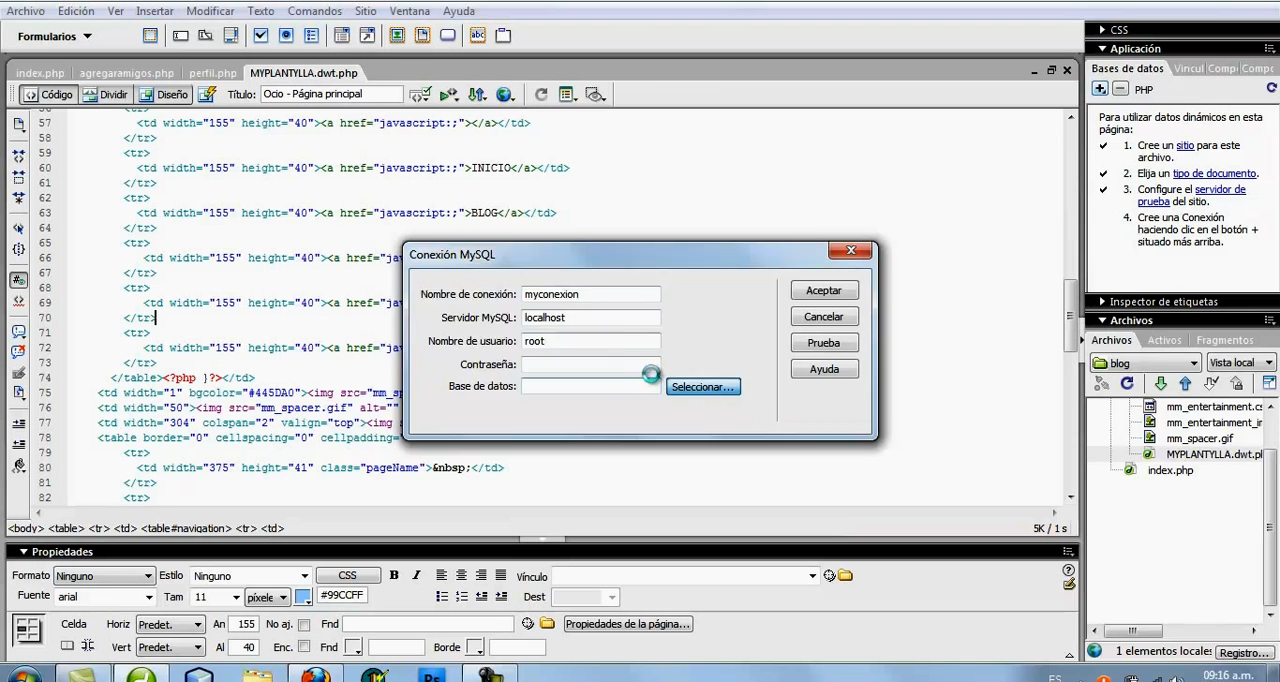 Archivo Edición Ver Insertar Modificar Texto Comandos Sitio Ventana Ayuda
Formularios
CSS
Aplicación
index.php agregaramigos.php perfil.php MYPLANTYLLA.dwt.php
Bases de datos Vincul Comp Compo
Código Dividir Diseño Título: Ocio - Página principal
PHP
Para utilizar datos dinámicos en esta
página:
1. Cree un sitio para este
archivo.
2. Elija un tipo de documento.
3. Configure el servidor de
prueba del sitio.
4. Cree una Conexión
haciendo clic en el botón +
situado más arriba.
57 <td width="155" height="40"><a href="javascript:;"></a></td>
58 </tr>
59 <tr>
60 <td width="155" height="40"><a href="javascript:;">INICIO</a></td>
61 </tr>
62 <tr>
63 <td width="155" height="40"><a href="javascript:;">BLOG</a></td>
64 </tr>
65 <tr>
66 <td width="155" height="40"><a href="jav
67 </tr>
68 <tr>
69 <td width="155" height="40"><a href="jav
70 </tr>
71 <tr>
72 <td width="155" height="40"><a href="jav
73 </tr>
74 </table><?php }?></td>
75 <td width="1" bgcolor="#445DA0"><img src="mm_sp
76 <td width="50"><img src="mm_spacer.gif" alt=""
77 <td width="304" colspan="2" valign="top"><img s
78 <table border="0" cellspacing="0" cellpadding=
79 <tr>
80 <td width="375" height="41" class="pageName">&nbsp;</td>
81 </tr>
82 <tr>
Conexión MySQL
Nombre de conexión: myconexion
Servidor MySQL: localhost
Nombre de usuario: root
Contraseña:
Base de datos: Seleccionar...
Aceptar
Cancelar
Prueba
Ayuda
Inspector de etiquetas
Archivos
Archivos Activos Fragmentos
blog Vista local
mm_entertainment.cs
mm_entertainment_ir
mm_spacer.gif
MYPLANTYLLA.dwt.pl
index.php
<body> <table> <tr> <td> <table#navigation> <tr> <td> 5K / 1 s
Propiedades
Formato Ninguno Estilo Ninguno CSS B I Vínculo
Fuente arial Tam 11 píxele #99CCFF Dest
Celda Horiz Predet. An 155 No aj. Fnd Propiedades de la página...
Vert Predet. Al 40 Enc. Fnd Borde
1 elementos locales Registro...
Ps
ES 09:16 a.m.